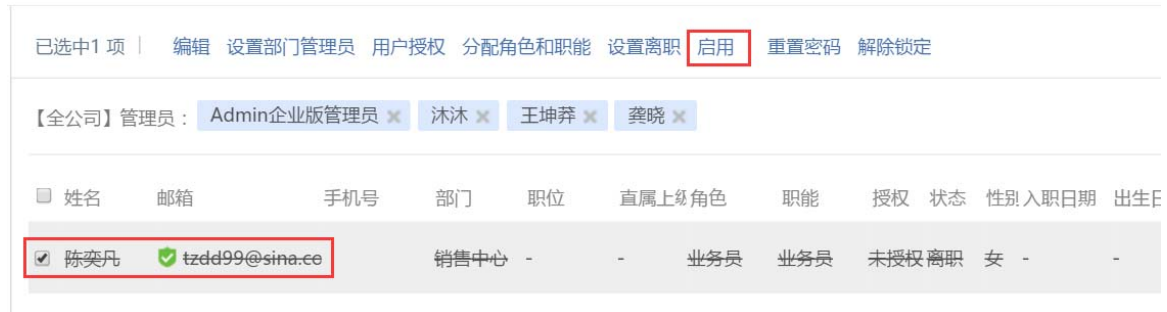 已选中1 项 编辑 设置部门管理员 用户授权 分配角色和职能 设置离职 启用 重置密码 解除锁定
【全公司】管理员： Admin企业版管理员 × 沐沐 × 王坤莽 × 龚晓 ×
姓名 邮箱 手机号 部门 职位 直属上级 角色 职能 授权 状态 性别 入职日期 出生日
陈奕凡 tzdd99@sina.co 销售中心 - - 业务员 业务员 未授权 离职 女 - -